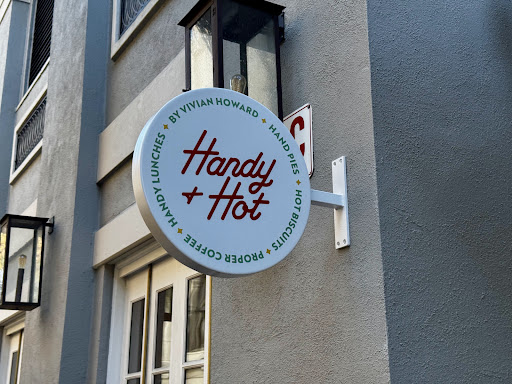 Handy
+ Hot
BY VIVIAN HOWARD + HAND PIES + HOT BISCUITS + PROPER COFFEE + HANDY LUNCHES +